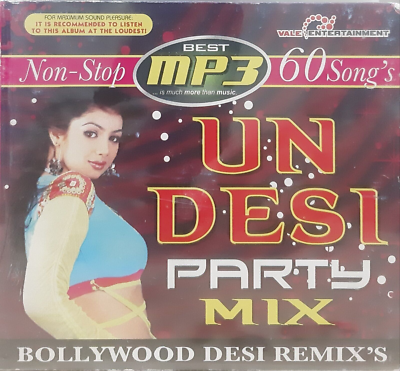 FOR MAXIMUM SOUND PLEASURE
IT IS RECOMMENDED TO LISTEN
TO THIS ALBUM AT THE LOUDEST!
VALE ENTERTAINMENT
BEST
Non-Stop MP3 60 Song's
... is much more than music
UN
DESI
PARTY
MIX
BOLLYWOOD DESI REMIX'S